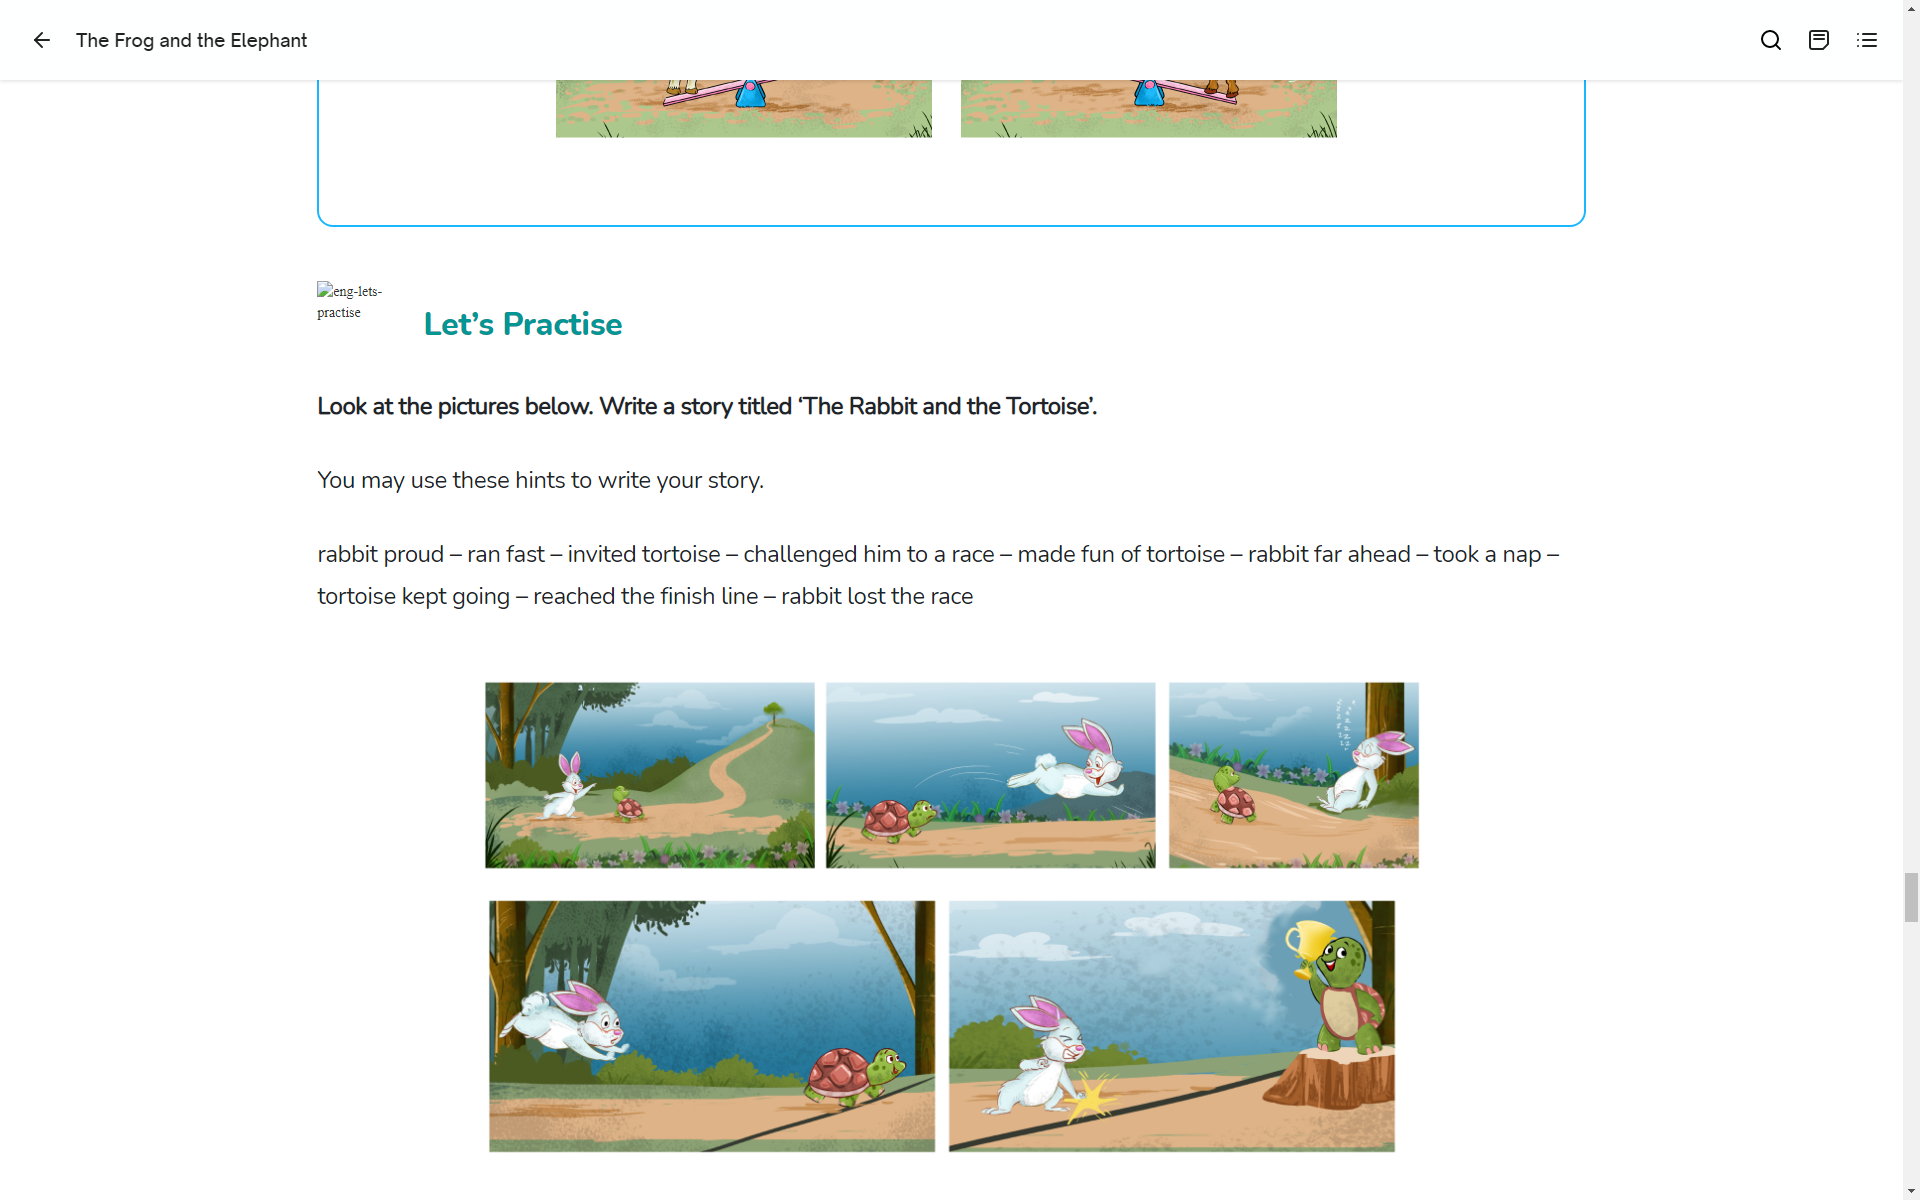 The Frog and the Elephant
eng-lets-
practise
Let’s Practise
Look at the pictures below. Write a story titled ‘The Rabbit and the Tortoise’.
You may use these hints to write your story.
rabbit proud – ran fast – invited tortoise – challenged him to a race – made fun of tortoise – rabbit far ahead – took a nap –
tortoise kept going – reached the finish line – rabbit lost the race